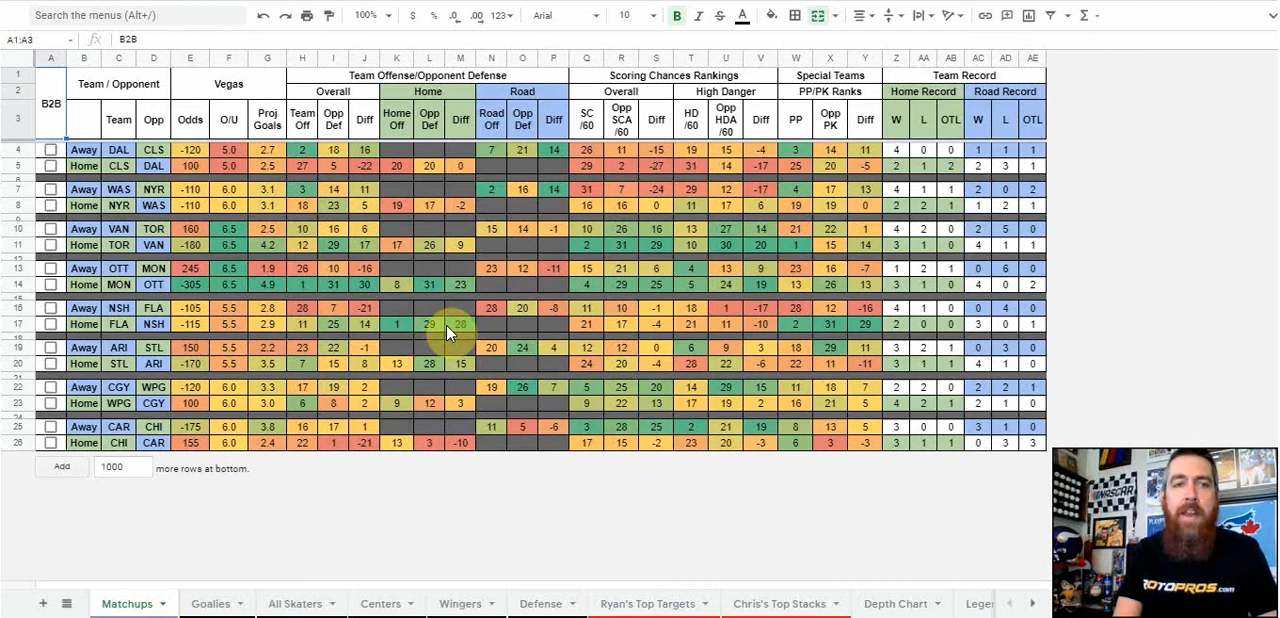 Search the menus (Alt+/)
100%
$ % .0 .00 123
Arial
10
B I S A
Σ
A1:A3
fx B2B
A B C D E F G H I J K L M N O P Q R S T U V W X Y Z AA AB AC AD AE
1 B2B Team / Opponent Vegas Team Offense/Opponent Defense Scoring Chances Rankings Special Teams Team Record
2 Overall Home Road Overall High Danger PP/PK Ranks Home Record Road Record
3 Team Opp Odds O/U Proj Goals Team Off Opp Def Diff Home Off Opp Def Diff Road Off Opp Def Diff SC /60 Opp SCA /60 Diff HD /60 Opp HDA /60 Diff PP Opp PK Diff W L OTL W L OTL
4 Away DAL CLS -120 5.0 2.7 2 18 16 7 21 14 26 11 -15 19 15 -4 3 14 11 4 0 0 1 1 1
5 Home CLS DAL 100 5.0 2.5 27 5 -22 20 20 0 29 2 -27 31 14 -17 25 20 -5 2 1 2 2 3 1
7 Away WAS NYR -110 6.0 3.1 3 14 11 2 16 14 31 7 -24 29 12 -17 4 17 13 4 1 1 2 0 2
8 Home NYR WAS -110 6.0 3.1 18 23 5 19 17 -2 16 16 0 11 17 6 19 19 0 2 2 1 1 2 1
10 Away VAN TOR 160 6.5 2.3 10 16 6 15 14 -1 10 26 16 13 27 14 21 22 1 4 2 0 2 5 0
11 Home TOR VAN -180 6.5 4.2 12 29 17 17 26 9 2 31 29 10 30 20 1 15 14 3 1 0 4 1 1
13 Away OTT MON 245 6.5 1.9 26 10 -16 23 12 -11 15 21 6 4 13 9 23 16 -7 1 2 1 0 6 0
14 Home MON OTT -305 6.5 4.9 1 31 30 8 31 23 4 29 25 5 24 19 13 26 13 3 1 0 4 0 2
16 Away NSH FLA -105 5.5 2.8 28 7 -21 28 20 -8 11 10 -1 18 1 -17 28 12 -16 4 1 0 0 4 0
17 Home FLA NSH -115 5.5 2.9 11 25 14 1 29 28 21 17 -4 21 11 -10 2 31 29 2 0 0 3 0 1
19 Away ARI STL 150 5.5 2.2 23 22 -1 20 24 4 12 12 0 6 9 3 18 29 11 3 2 1 0 3 0
20 Home STL ARI -170 5.5 3.5 7 15 8 13 28 15 24 20 -4 28 22 -6 22 11 -11 3 1 1 4 1 0
22 Away CGY WPG -120 6.0 3.3 17 19 2 19 26 7 5 25 20 14 29 15 11 18 7 2 2 0 2 2 1
23 Home WPG CGY 100 6.0 3.0 6 8 2 9 12 3 9 22 13 17 19 2 16 21 5 4 2 1 2 1 0
25 Away CAR CHI -175 6.0 3.8 16 17 1 11 5 -6 3 28 25 2 21 19 8 13 5 3 0 0 3 1 0
26 Home CHI CAR 155 6.0 2.4 22 1 -21 13 3 -10 17 15 -2 23 20 -3 6 3 -3 3 1 1 0 3 3
Add 1000 more rows at bottom.
NASCAR
ROTOPROS.com
+ Matchups Goalies All Skaters Centers Wingers Defense Ryan's Top Targets Chris's Top Stacks Depth Chart Leger